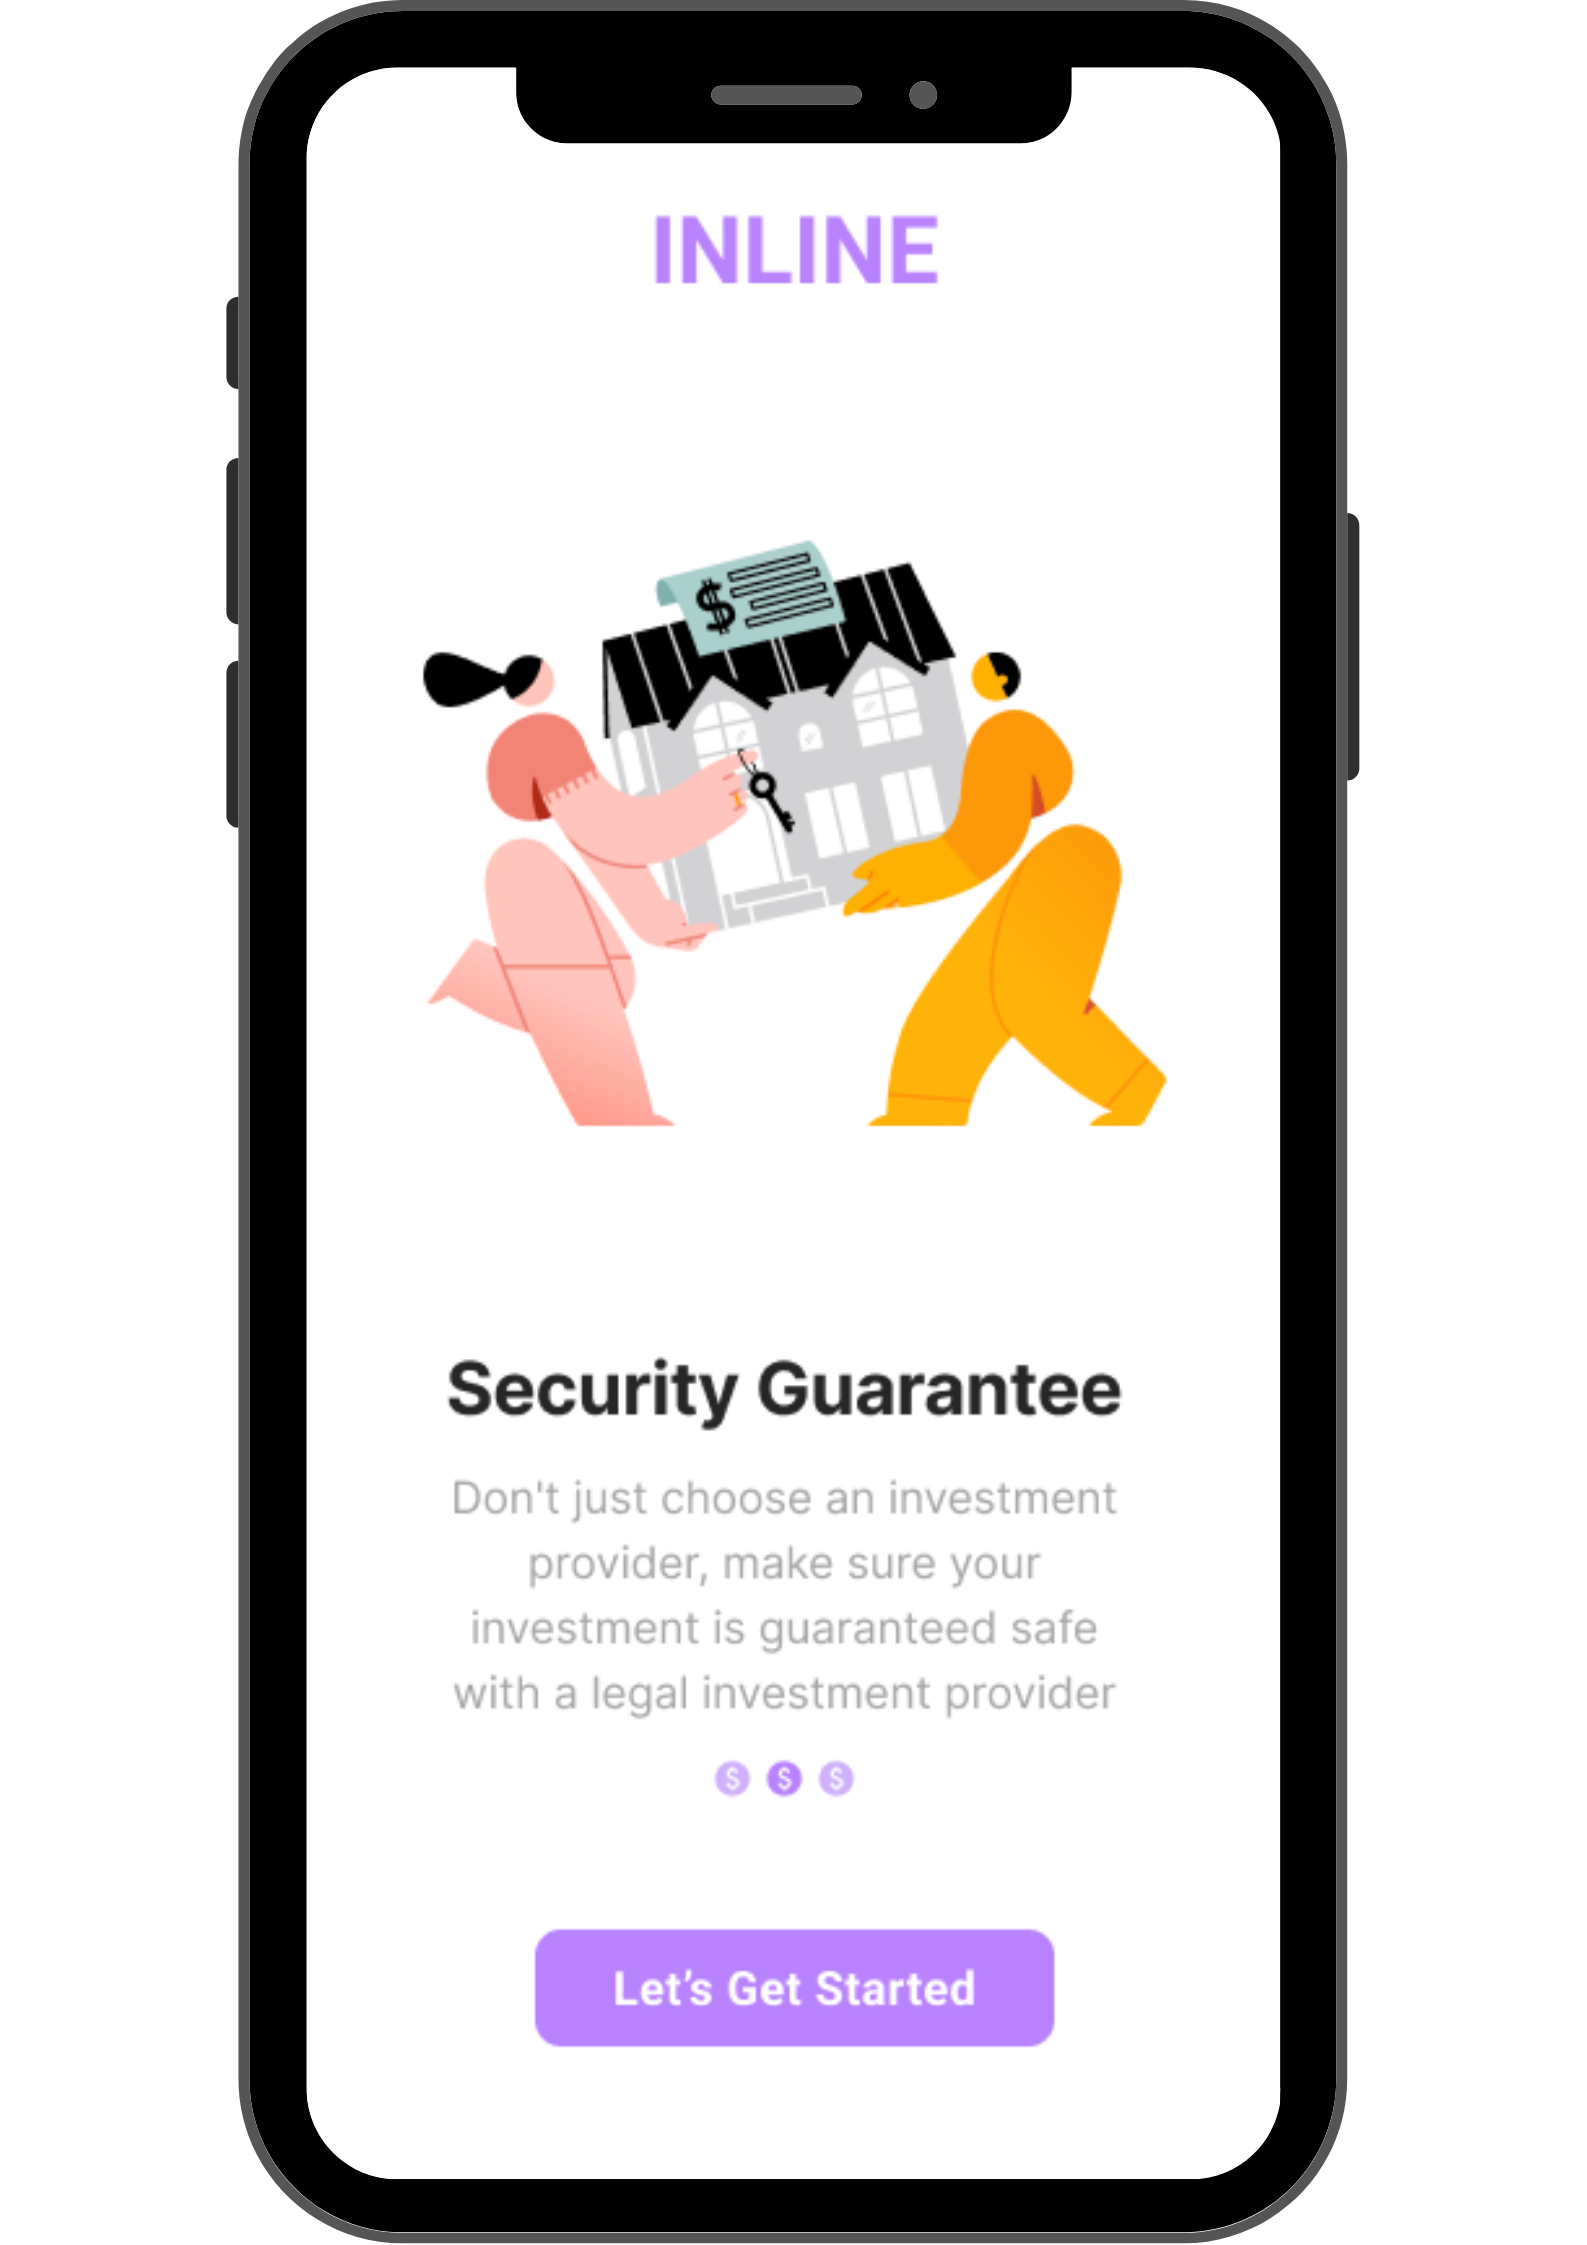 INLINE
$
Security Guarantee
Don't just choose an investment
provider, make sure your
investment is guaranteed safe
with a legal investment provider
$ $ $
Let’s Get Started